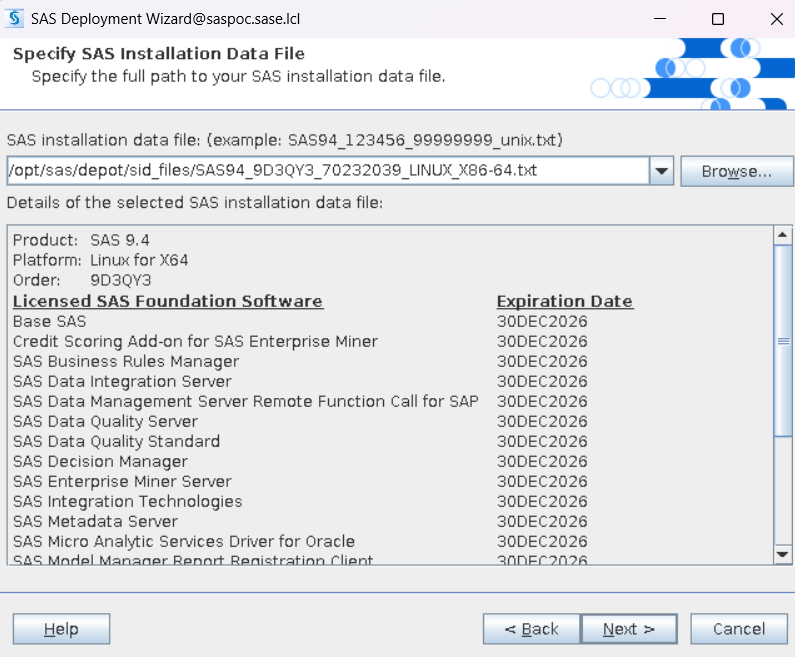 SAS Deployment Wizard@saspoc.sase.lcl
Specify SAS Installation Data File
Specify the full path to your SAS installation data file.
SAS installation data file: (example: SAS94_123456_99999999_unix.txt)
/opt/sas/depot/sid_files/SAS94_9D3QY3_70232039_LINUX_X86-64.txt
Browse...
Details of the selected SAS installation data file:
Product: SAS 9.4
Platform: Linux for X64
Order: 9D3QY3
Licensed SAS Foundation Software Expiration Date
Base SAS 30DEC2026
Credit Scoring Add-on for SAS Enterprise Miner 30DEC2026
SAS Business Rules Manager 30DEC2026
SAS Data Integration Server 30DEC2026
SAS Data Management Server Remote Function Call for SAP 30DEC2026
SAS Data Quality Server 30DEC2026
SAS Data Quality Standard 30DEC2026
SAS Decision Manager 30DEC2026
SAS Enterprise Miner Server 30DEC2026
SAS Integration Technologies 30DEC2026
SAS Metadata Server 30DEC2026
SAS Micro Analytic Services Driver for Oracle 30DEC2026
SAS Model Manager Report Registration Client 30DEC2026
Help < Back Next > Cancel